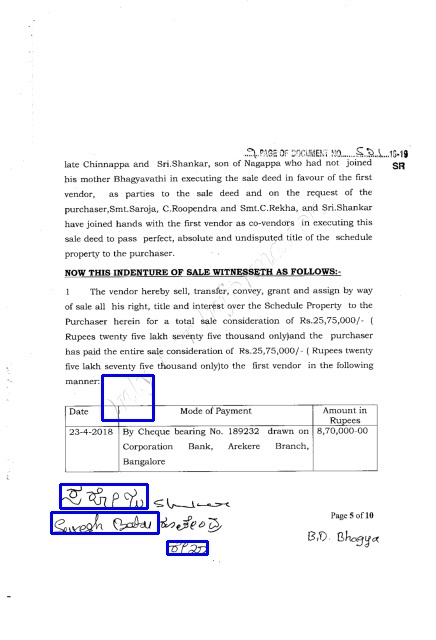 PAGE OF DOCUMENT NO. 18-19
SR
late Chinnappa and Sri.Shankar, son of Nagappa who had not joined
his mother Bhagyavathi in executing the sale deed in favour of the first
vendor, as parties to the sale deed and on the request of the
purchaser,Smt.Saroja, C.Roopendra and Smt.C.Rekha, and Sri.Shankar
have joined hands with the first vendor as co-vendors in executing this
sale deed to pass perfect, absolute and undisputed title of the schedule
property to the purchaser.
NOW THIS INDENTURE OF SALE WITNESSETH AS FOLLOWS:-
1 The vendor hereby sell, transfer, convey, grant and assign by way
of sale all his right, title and interest over the Schedule Property to the
Purchaser herein for a total sale consideration of Rs.25,75,000/- (
Rupees twenty five lakh seventy five thousand only)and the purchaser
has paid the entire sale consideration of Rs.25,75,000/- ( Rupees twenty
five lakh seventy five thousand only)to the first vendor in the following
manner:
Date Mode of Payment Amount in
Rupees
23-4-2018 By Cheque bearing No. 189232 drawn on 8,70,000-00
Corporation Bank, Arekere Branch,
Bangalore
Suresh Babu
Page 5 of 10
B.D. Bhagya